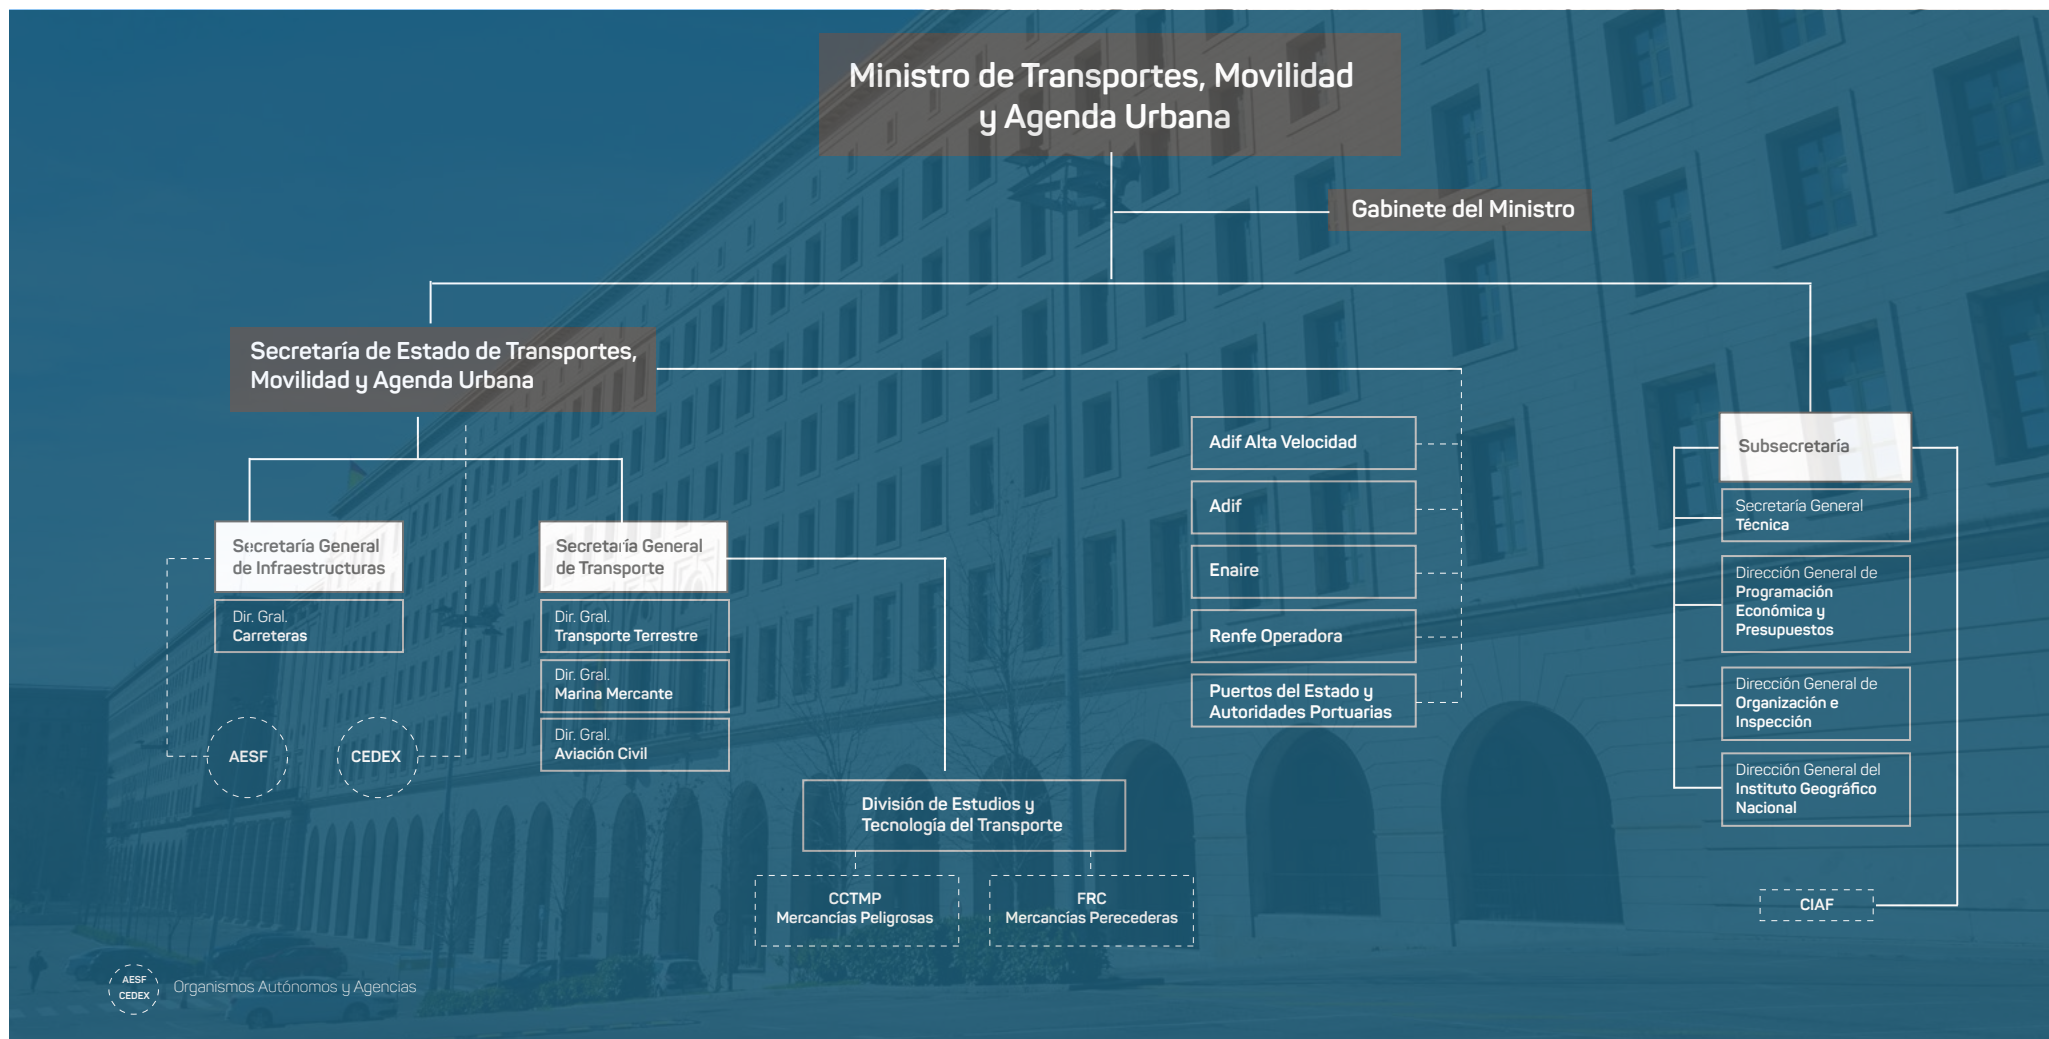 Ministro de Transportes, Movilidad
y Agenda Urbana
Gabinete del Ministro
Secretaría de Estado de Transportes,
Movilidad y Agenda Urbana
Secretaría General
de Infraestructuras
Dir. Gral.
Carreteras
AESF
CEDEX
Secretaría General
de Transporte
Dir. Gral.
Transporte Terrestre
Dir. Gral.
Marina Mercante
Dir. Gral.
Aviación Civil
División de Estudios y
Tecnología del Transporte
CCTMP
Mercancías Peligrosas
FRC
Mercancías Perecederas
Adif Alta Velocidad
Adif
Enaire
Renfe Operadora
Puertos del Estado y
Autoridades Portuarias
Subsecretaría
Secretaría General
Técnica
Dirección General de
Programación
Económica y
Presupuestos
Dirección General de
Organización e
Inspección
Dirección General del
Instituto Geográfico
Nacional
CIAF
AESF
CEDEX
Organismos Autónomos y Agencias